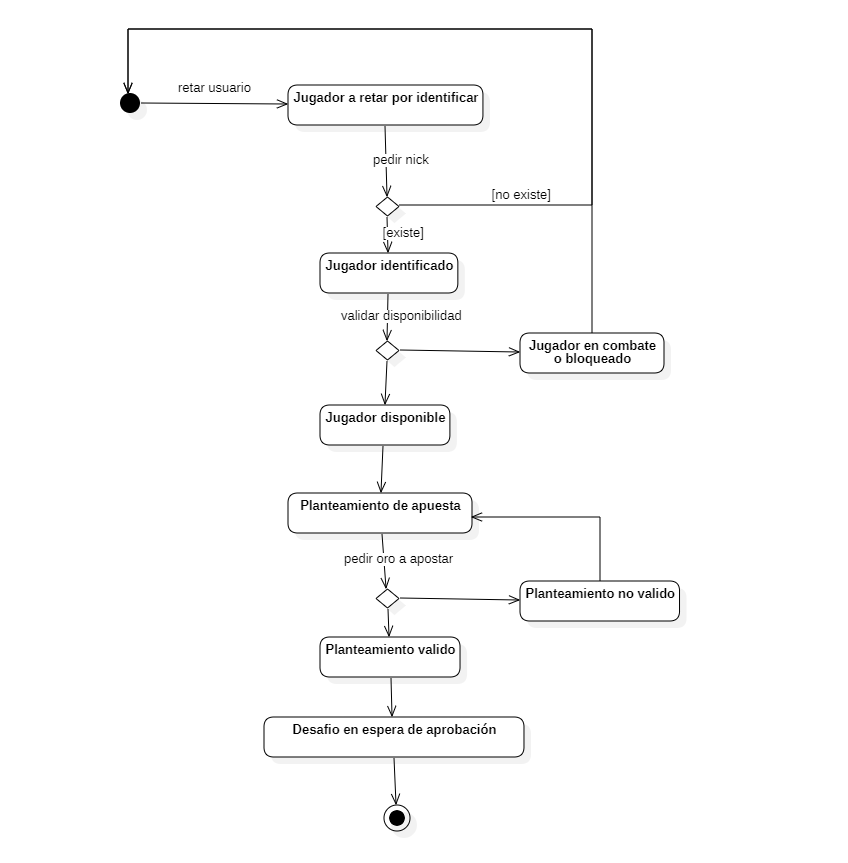 retar usuario
Jugador a retar por identificar
pedir nick
[no existe]
[existe]
Jugador identificado
validar disponibilidad
Jugador en combate
o bloqueado
Jugador disponible
Planteamiento de apuesta
pedir oro a apostar
Planteamiento no valido
Planteamiento valido
Desafio en espera de aprobación